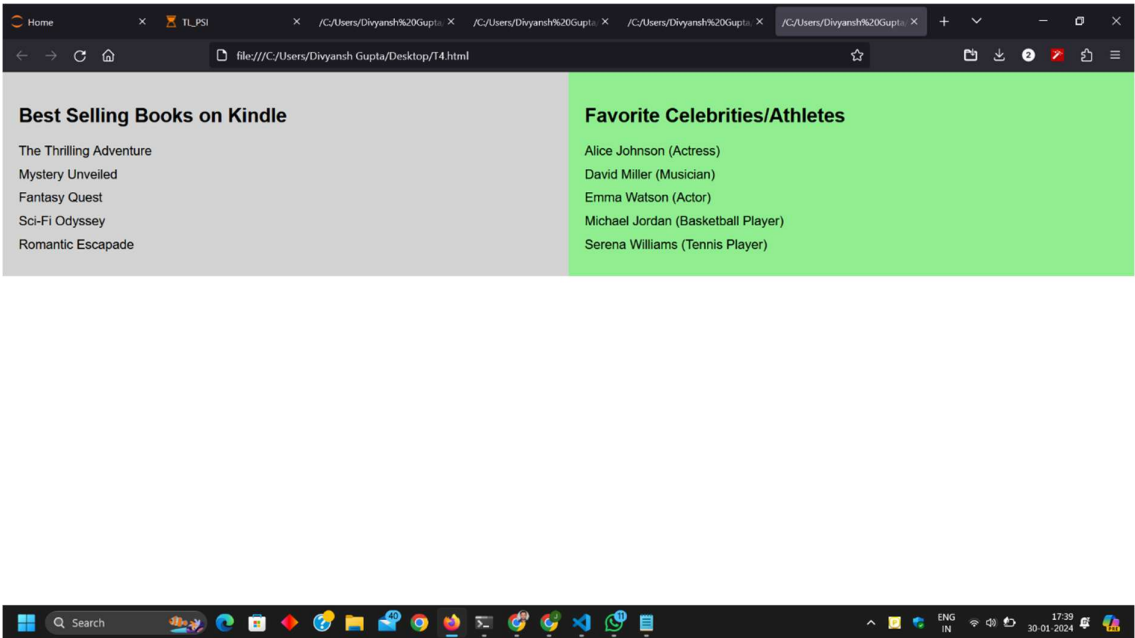 Home
TL_PSI
/C:/Users/Divyansh%20Gupta/
/C:/Users/Divyansh%20Gupta/
/C:/Users/Divyansh%20Gupta/
/C:/Users/Divyansh%20Gupta/
file:///C:/Users/Divyansh Gupta/Desktop/T4.html
2
Best Selling Books on Kindle
The Thrilling Adventure
Mystery Unveiled
Fantasy Quest
Sci-Fi Odyssey
Romantic Escapade
Favorite Celebrities/Athletes
Alice Johnson (Actress)
David Miller (Musician)
Emma Watson (Actor)
Michael Jordan (Basketball Player)
Serena Williams (Tennis Player)
Search
40
ENG
IN
17:39
30-01-2024